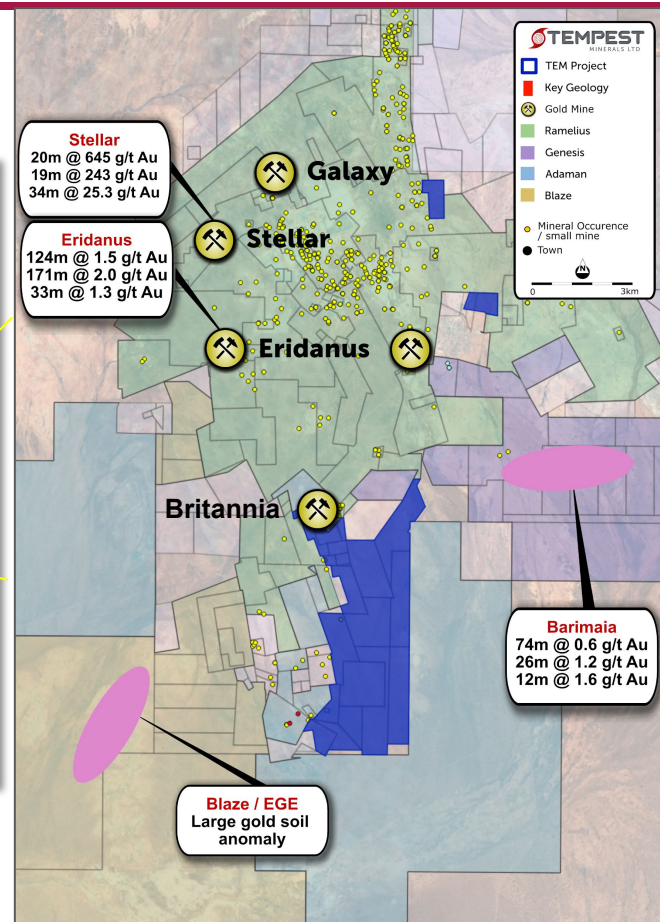 Stellar
20m @ 645 g/t Au
19m @ 243 g/t Au
34m @ 25.3 g/t Au
Eridanus
124m @ 1.5 g/t Au
171m @ 2.0 g/t Au
33m @ 1.3 g/t Au
Galaxy
Stellar
Eridanus
Britannia
TEMPEST
MINERALS LTD
TEM Project
Key Geology
Gold Mine
Ramelius
Genesis
Adaman
Blaze
Mineral Occurence
/ small mine
Town
N
0 3km
Barimaia
74m @ 0.6 g/t Au
26m @ 1.2 g/t Au
12m @ 1.6 g/t Au
Blaze / EGE
Large gold soil
anomaly